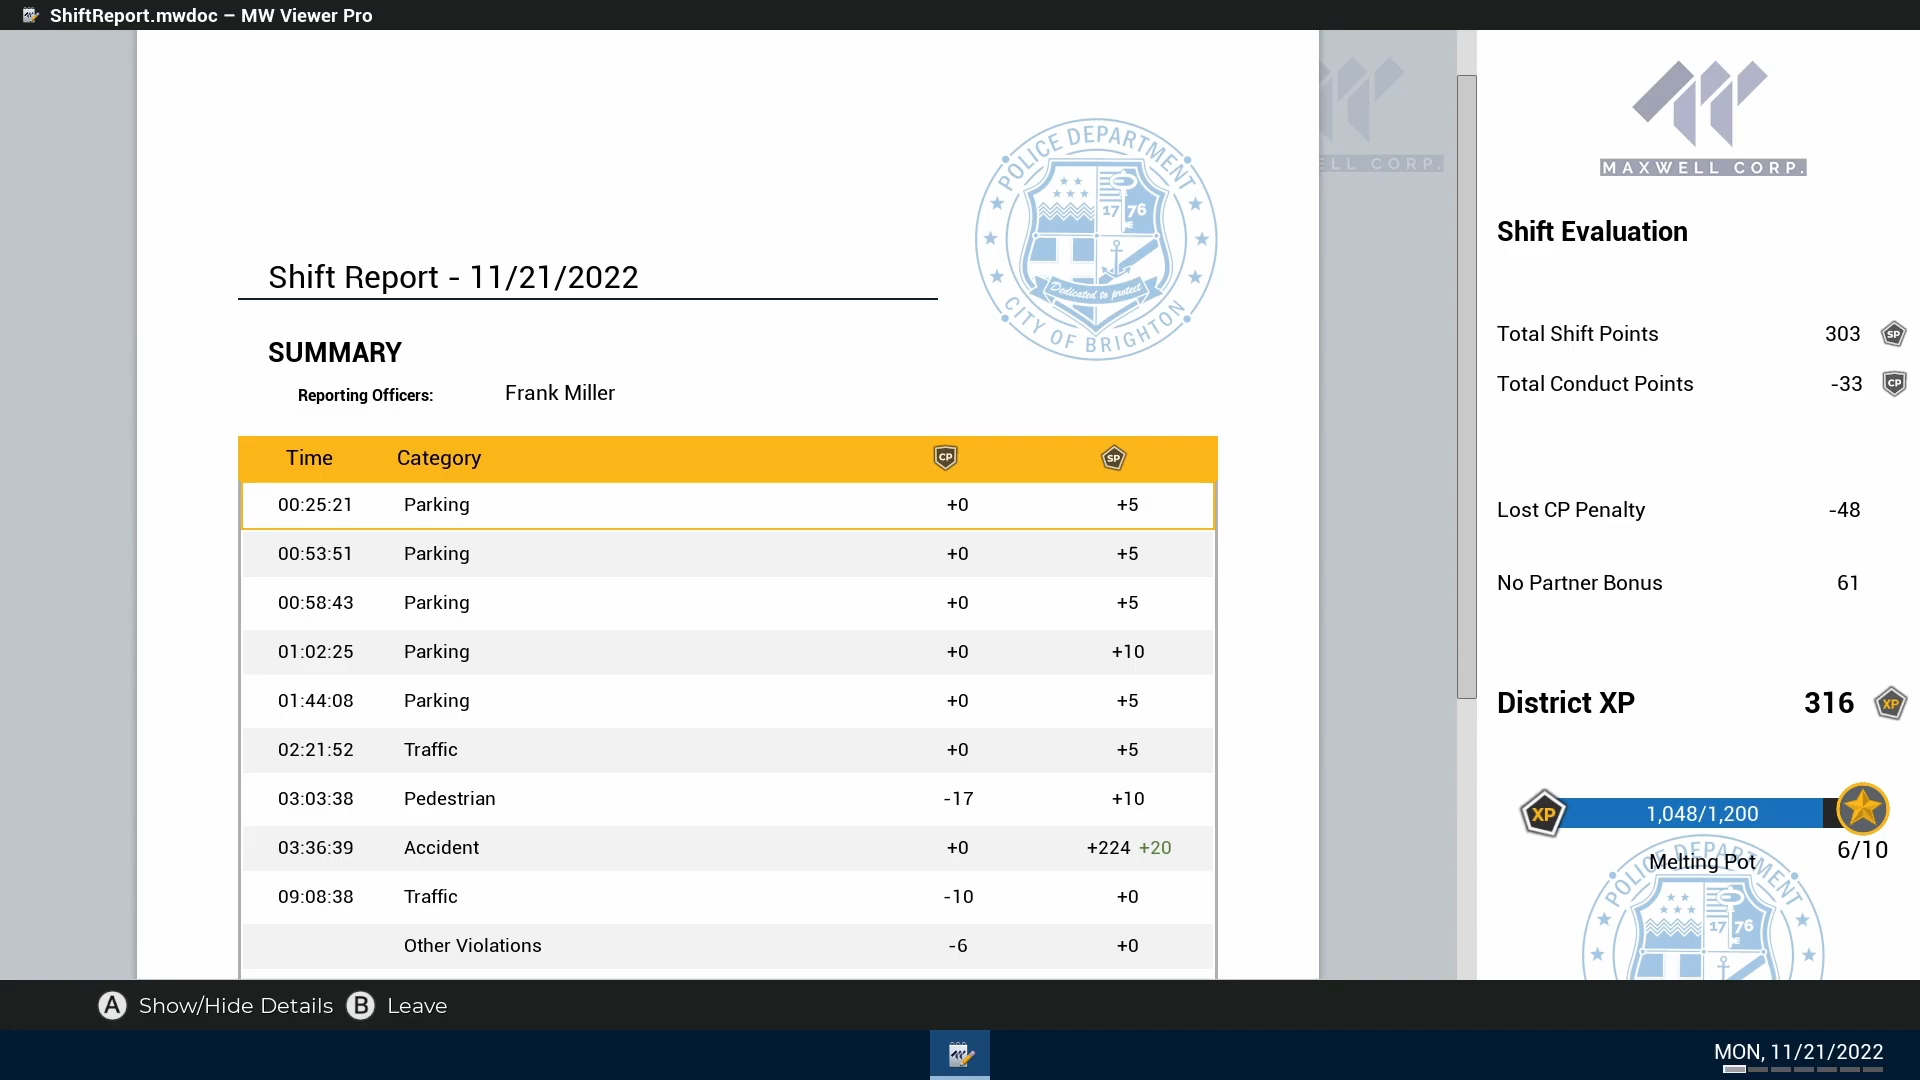 ShiftReport.mwdoc – MW Viewer Pro
POLICE DEPARTMENT
17 76
Dedicated to protect
CITY OF BRIGHTON
ELL CORP.
MAXWELL CORP.
Shift Report - 11/21/2022
SUMMARY
Reporting Officers: Frank Miller
Time Category CP SP
00:25:21 Parking +0 +5
00:53:51 Parking +0 +5
00:58:43 Parking +0 +5
01:02:25 Parking +0 +10
01:44:08 Parking +0 +5
02:21:52 Traffic +0 +5
03:03:38 Pedestrian -17 +10
03:36:39 Accident +0 +224 +20
09:08:38 Traffic -10 +0
Other Violations -6 +0
Shift Evaluation
Total Shift Points 303 SP
Total Conduct Points -33 CP
Lost CP Penalty -48
No Partner Bonus 61
District XP 316 XP
XP 1,048/1,200
6/10
Melting Pot
POLICE DEPARTMENT
17 76
A Show/Hide Details B Leave
MON, 11/21/2022